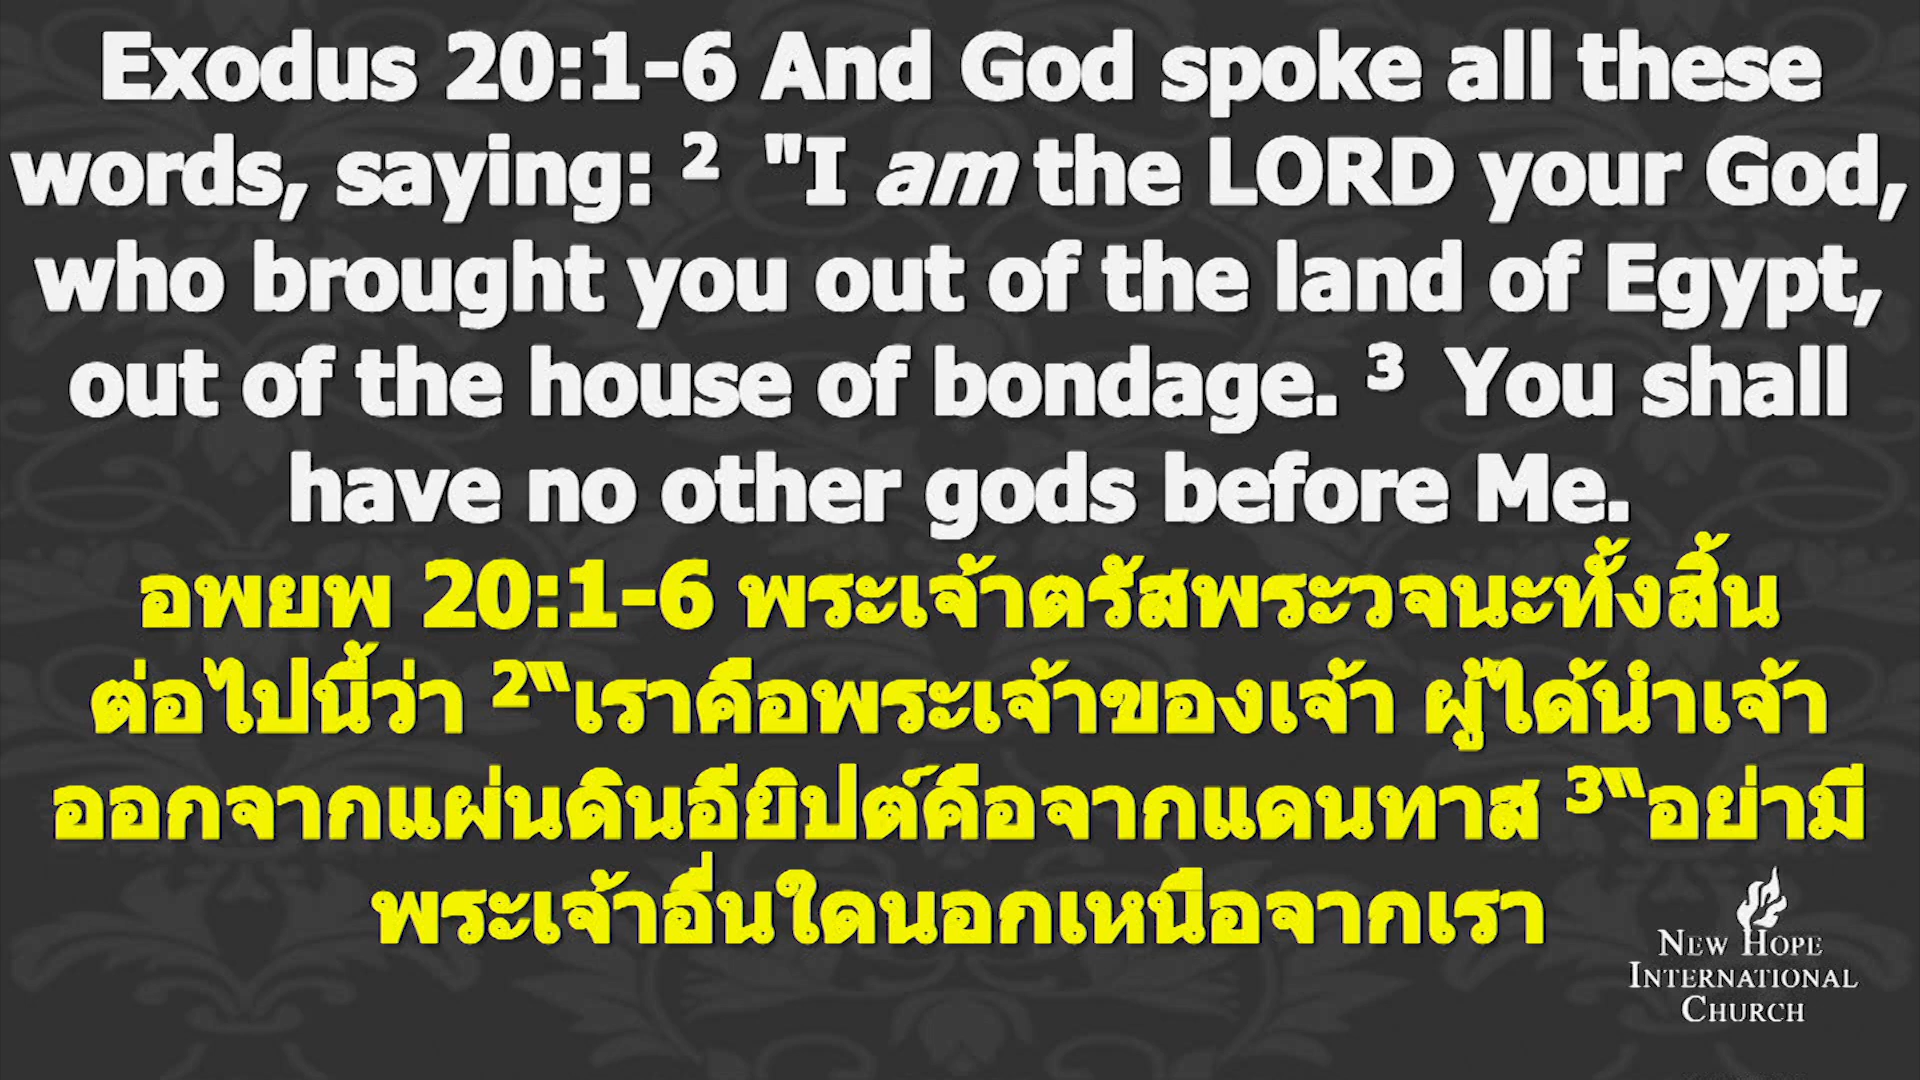 Exodus 20:1-6 And God spoke all these
words, saying: 2 "I am the LORD your God,
who brought you out of the land of Egypt,
out of the house of bondage. 3 You shall
have no other gods before Me.
อพยพ 20:1-6 พระเจ้าตรัสพระวจนะทั้งสิ้น
ต่อไปนี้ว่า 2“เราคือพระเจ้าของเจ้า ผู้ได้นำเจ้า
ออกจากแผ่นดินอียิปต์คือจากแดนทาส 3“อย่ามี
พระเจ้าอื่นใดนอกเหนือจากเรา
NEW HOPE
INTERNATIONAL
CHURCH